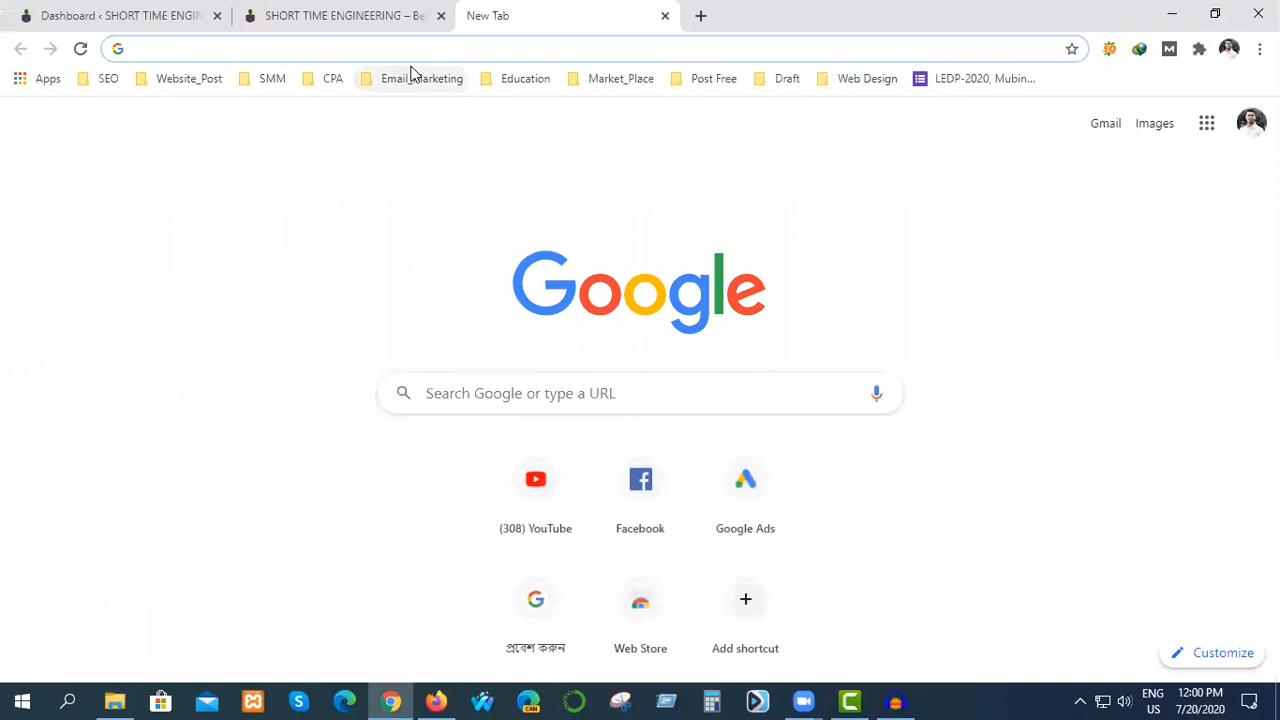 Dashboard ‹ SHORT TIME ENGIN
SHORT TIME ENGINEERING – Be
New Tab
Apps
SEO
Website_Post
SMM
CPA
Email_Marketing
Education
Market_Place
Post Free
Draft
Web Design
LEDP-2020, Mubin...
Gmail
Images
Google
Search Google or type a URL
(308) YouTube
Facebook
Google Ads
প্রবেশ করুন
Web Store
Add shortcut
Customize
CAN
ENG
US
12:00 PM
7/20/2020